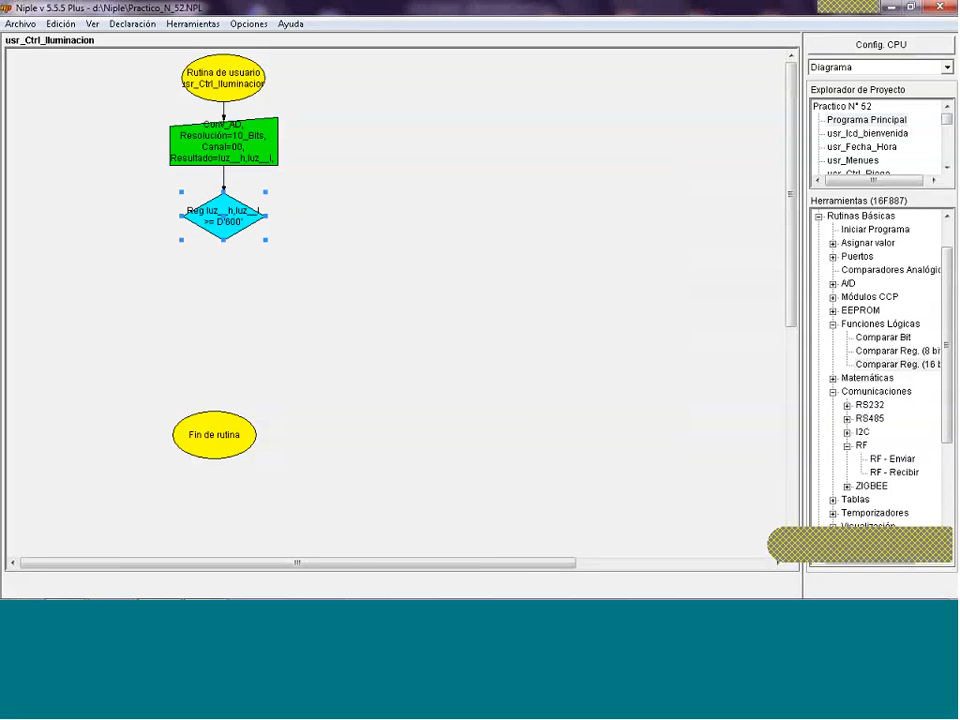 Niple v 5.5.5 Plus - d:\Niple\Practico_N_52.NPL
Archivo Edición Ver Declaración Herramientas Opciones Ayuda
usr_Ctrl_Iluminacion
Rutina de usuario
usr_Ctrl_Iluminacion
Conv_AD,
Resolución=10_Bits,
Canal=00,
Resultado=luz__h,luz__l,
Reg luz__h,luz__l
>= D'600'
Fin de rutina
Config. CPU
Diagrama
Explorador de Proyecto
Practico N° 52
Programa Principal
usr_lcd_bienvenida
usr_Fecha_Hora
usr_Menues
usr_Ctrl_Riego
Herramientas (16F887)
Rutinas Básicas
Iniciar Programa
Asignar valor
Puertos
Comparadores Analógic
A/D
Módulos CCP
EEPROM
Funciones Lógicas
Comparar Bit
Comparar Reg. (8 bi
Comparar Reg. (16 b
Matemáticas
Comunicaciones
RS232
RS485
I2C
RF
RF - Enviar
RF - Recibir
ZIGBEE
Tablas
Temporizadores
Visualización